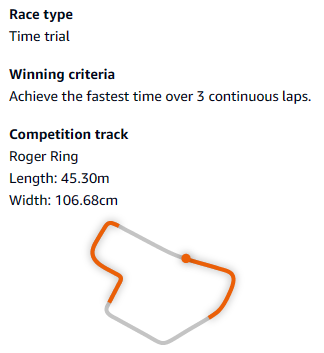 Race type
Time trial
Winning criteria
Achieve the fastest time over 3 continuous laps.
Competition track
Roger Ring
Length: 45.30m
Width: 106.68cm